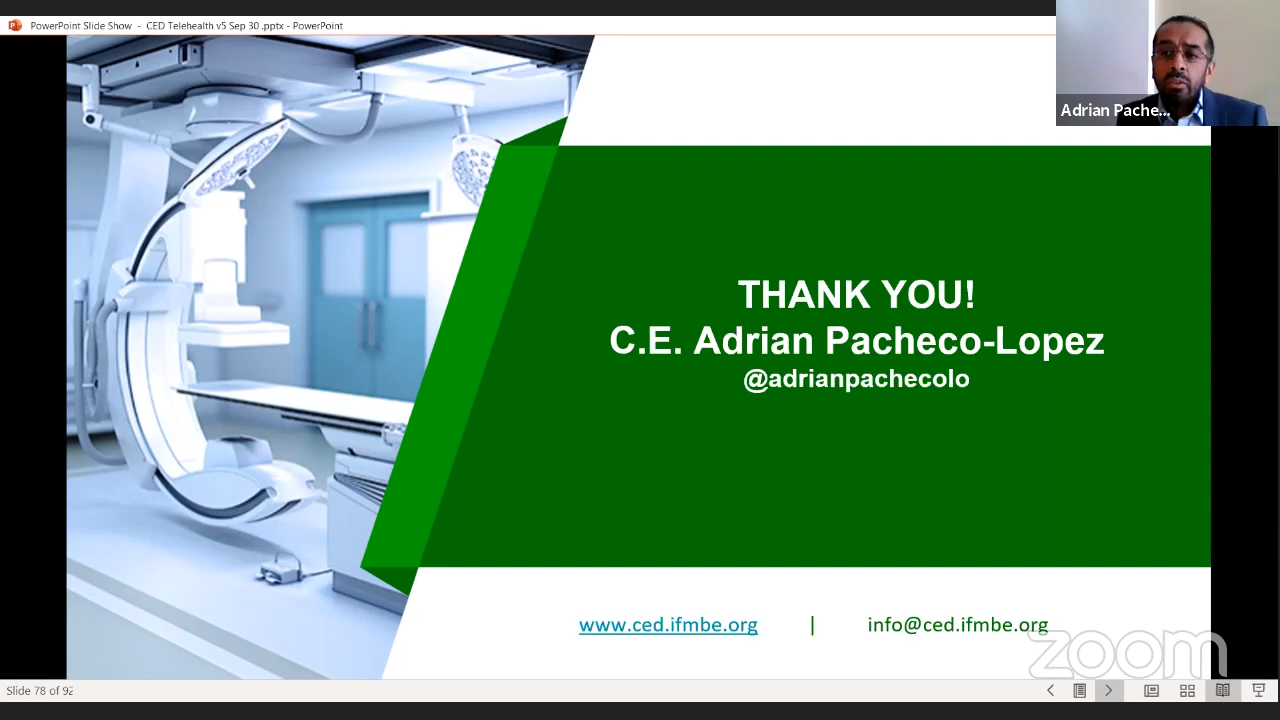 PowerPoint Slide Show - CED Telehealth v5 Sep 30 .pptx - PowerPoint
Adrian Pache...
THANK YOU!
C.E. Adrian Pacheco-Lopez
@adrianpachecolo
www.ced.ifmbe.org | info@ced.ifmbe.org
zoom
Slide 78 of 92